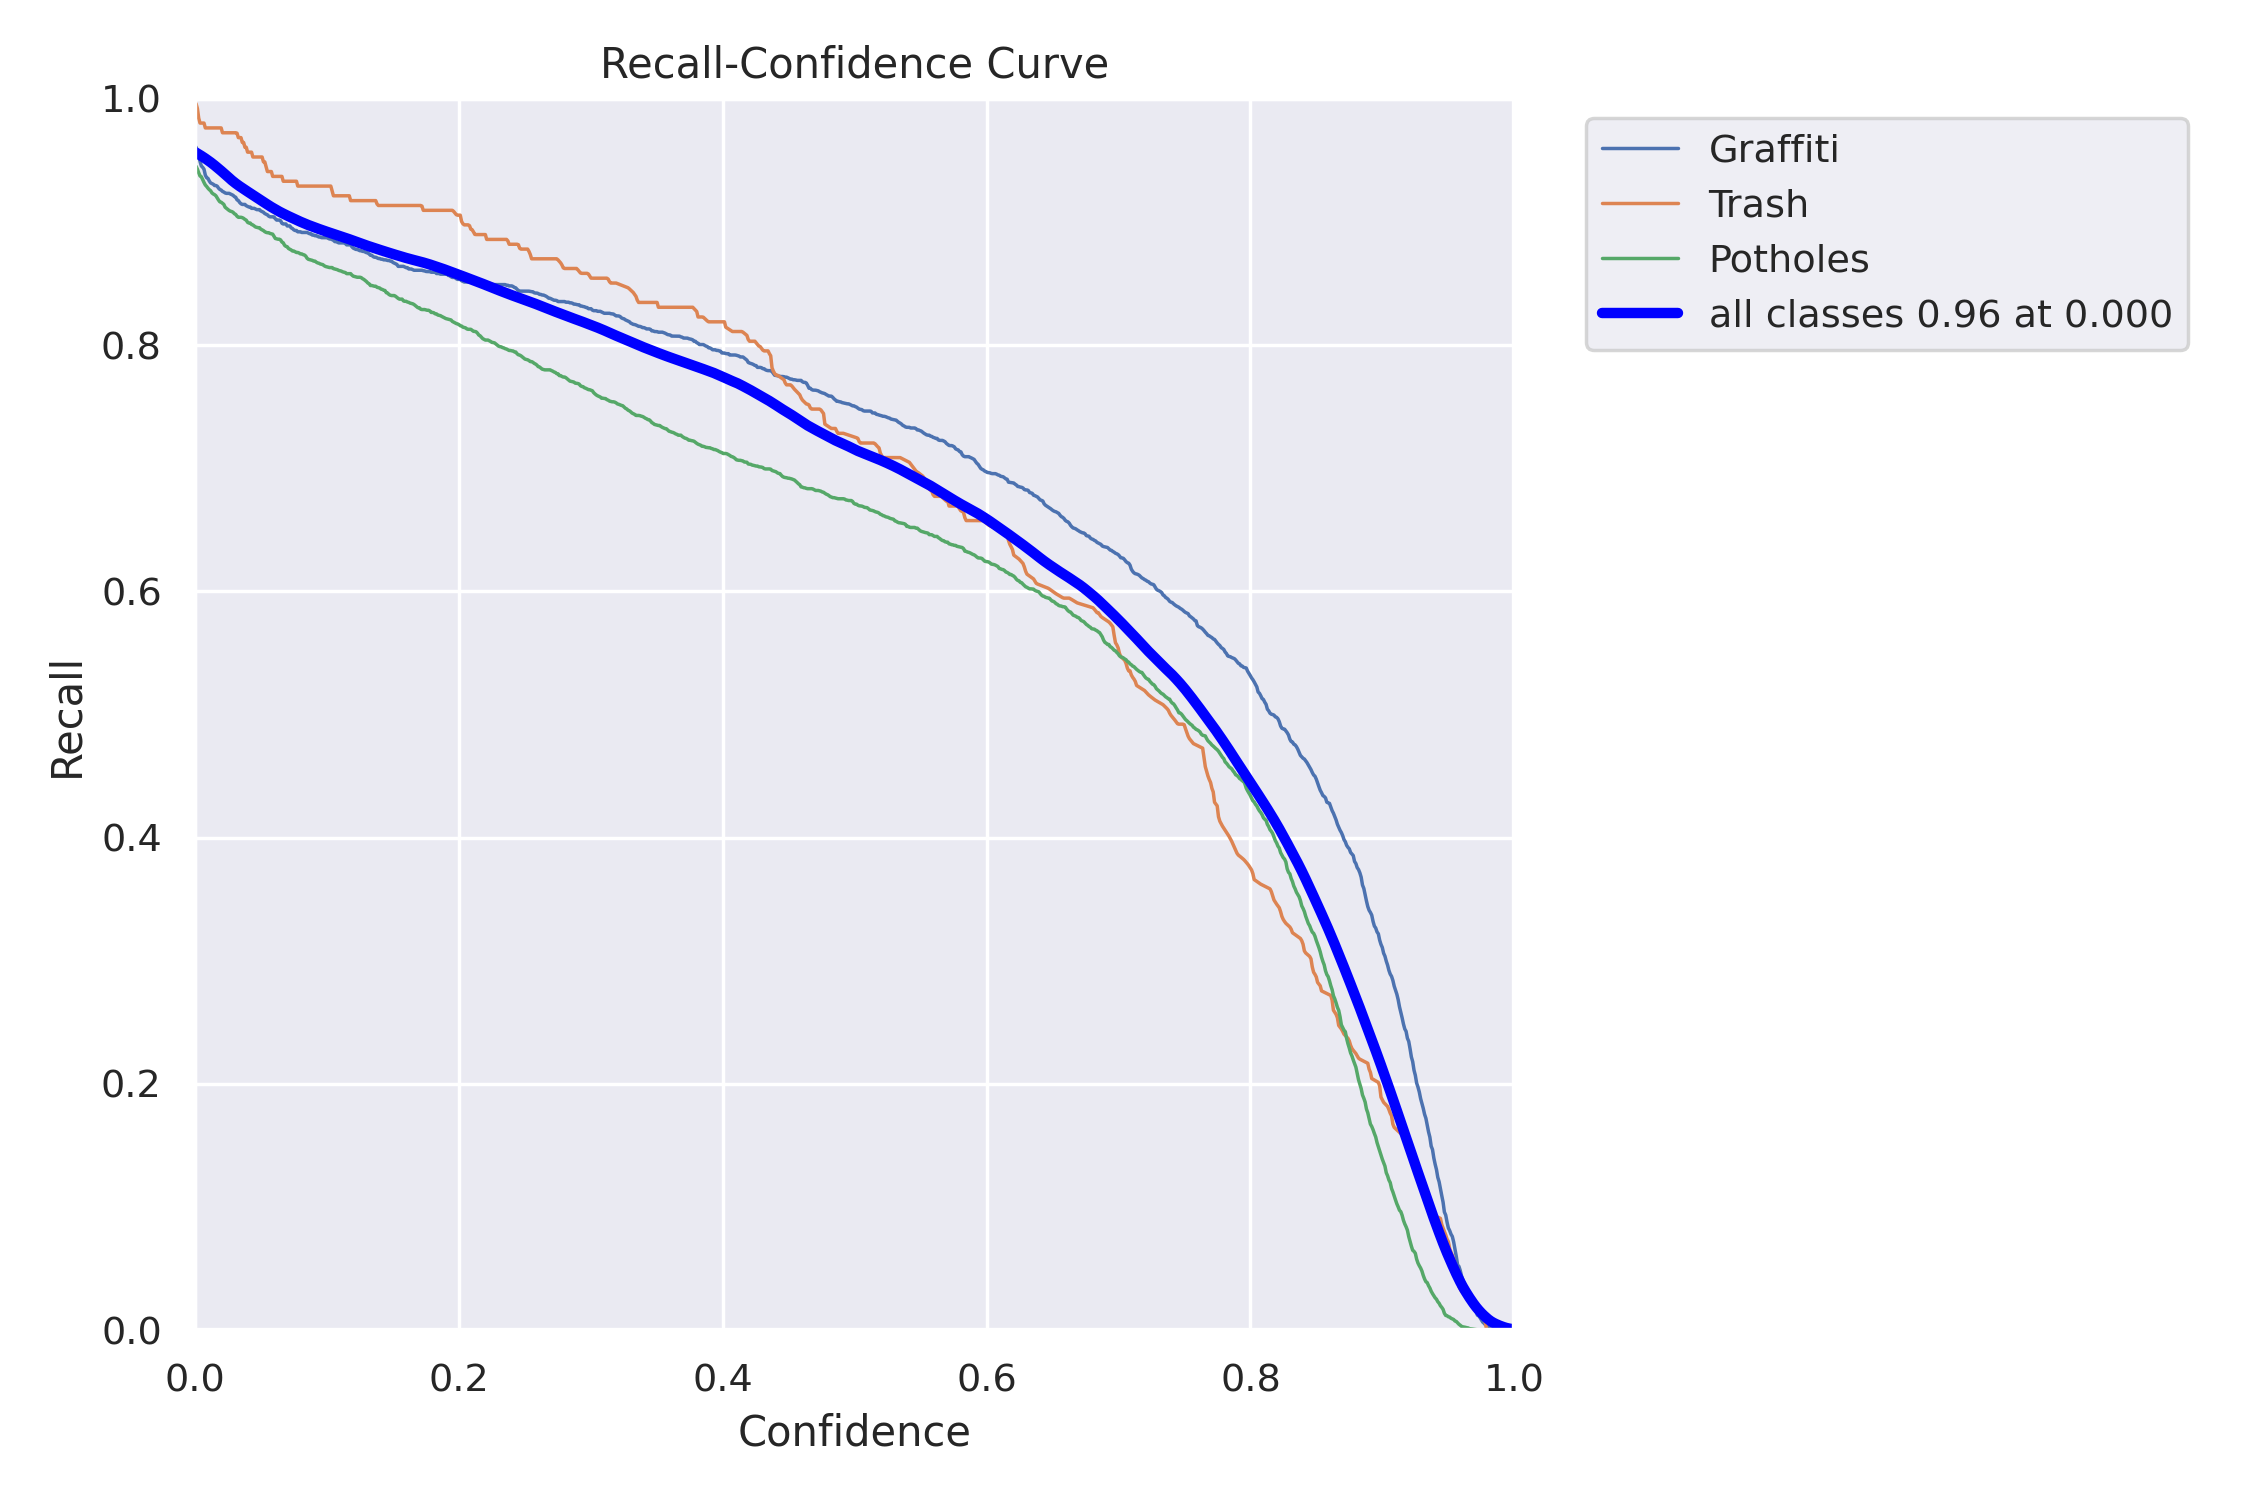 Recall-Confidence Curve
1.0
0.8
0.6
0.4
0.2
0.0
Recall
0.0 0.2 0.4 0.6 0.8 1.0
Confidence
Graffiti
Trash
Potholes
all classes 0.96 at 0.000